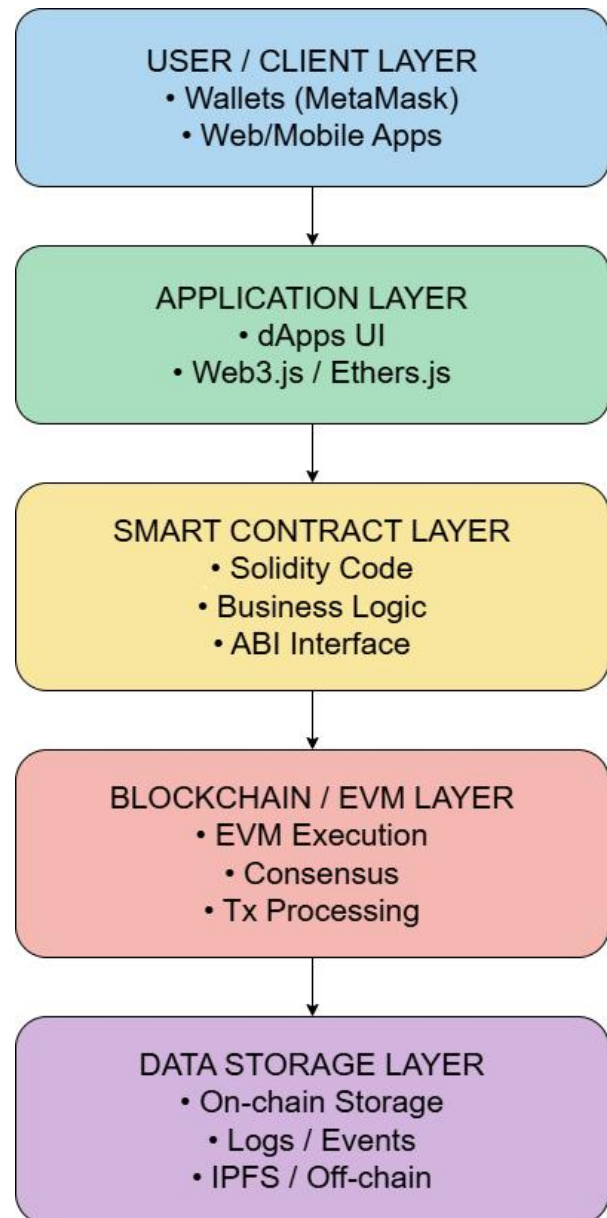 USER / CLIENT LAYER
• Wallets (MetaMask)
• Web/Mobile Apps
APPLICATION LAYER
• dApps UI
• Web3.js / Ethers.js
SMART CONTRACT LAYER
• Solidity Code
• Business Logic
• ABI Interface
BLOCKCHAIN / EVM LAYER
• EVM Execution
• Consensus
• Tx Processing
DATA STORAGE LAYER
• On-chain Storage
• Logs / Events
• IPFS / Off-chain